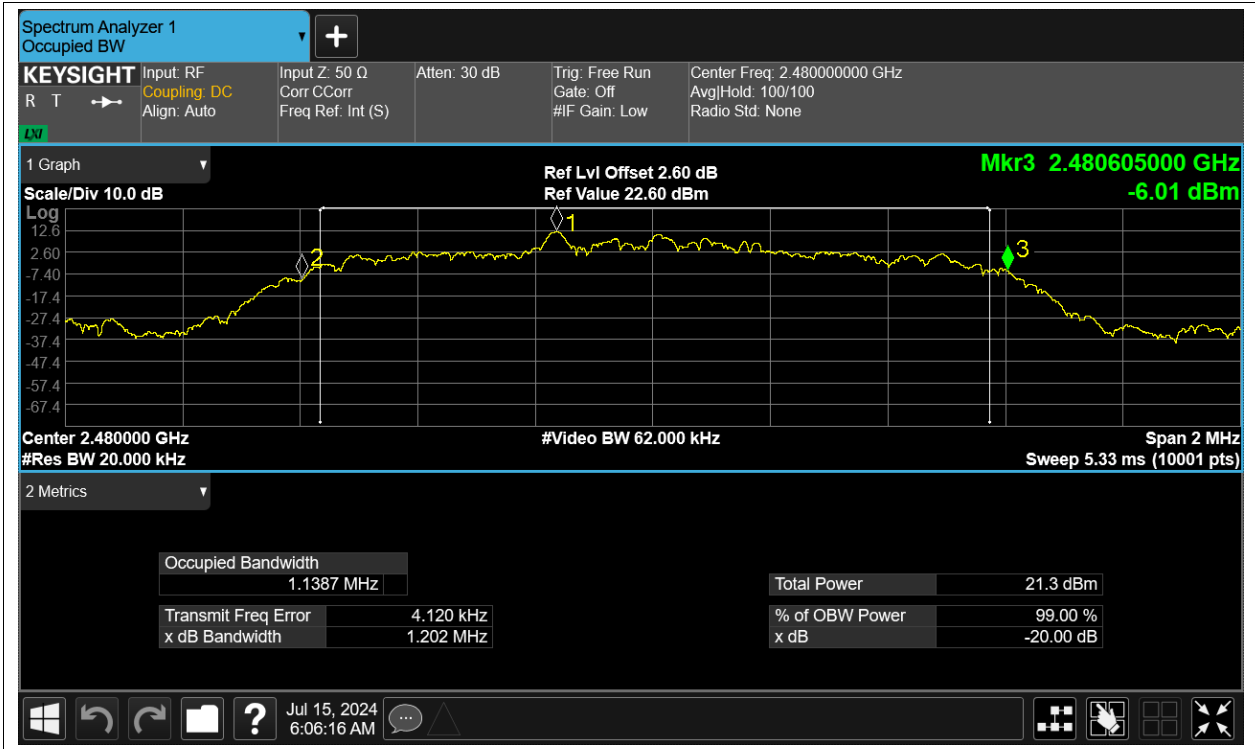 Spectrum Analyzer 1
Occupied BW
KEYSIGHT
R T
LXI
Input: RF
Coupling: DC
Align: Auto
Input Z: 50 Ω
Corr CCorr
Freq Ref: Int (S)
Atten: 30 dB
Trig: Free Run
Gate: Off
#IF Gain: Low
Center Freq: 2.480000000 GHz
Avg|Hold: 100/100
Radio Std: None
1 Graph
Scale/Div 10.0 dB
Ref Lvl Offset 2.60 dB
Ref Value 22.60 dBm
Mkr3 2.480605000 GHz
-6.01 dBm
Log
12.6
2.60
-7.40
-17.4
-27.4
-37.4
-47.4
-57.4
-67.4
1
2
3
Center 2.480000 GHz
#Video BW 62.000 kHz
Span 2 MHz
#Res BW 20.000 kHz
Sweep 5.33 ms (10001 pts)
2 Metrics
Occupied Bandwidth
1.1387 MHz
Total Power 21.3 dBm
Transmit Freq Error 4.120 kHz
% of OBW Power 99.00 %
x dB Bandwidth 1.202 MHz
x dB -20.00 dB
?
Jul 15, 2024
6:06:16 AM